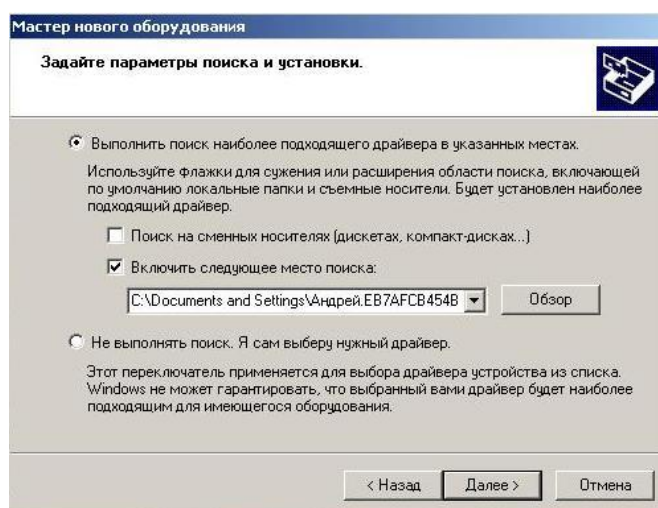 Мастер нового оборудования
Задайте параметры поиска и установки.
Выполнить поиск наиболее подходящего драйвера в указанных местах.
Используйте флажки для сужения или расширения области поиска, включающей
по умолчанию локальные папки и съемные носители. Будет установлен наиболее
подходящий драйвер.
Поиск на сменных носителях (дискетах, компакт-дисках...)
Включить следующее место поиска:
C:\Documents and Settings\Андрей.EB7AFCB454B
Обзор
Не выполнять поиск. Я сам выберу нужный драйвер.
Этот переключатель применяется для выбора драйвера устройства из списка.
Windows не может гарантировать, что выбранный вами драйвер будет наиболее
подходящим для имеющегося оборудования.
< Назад Далее > Отмена